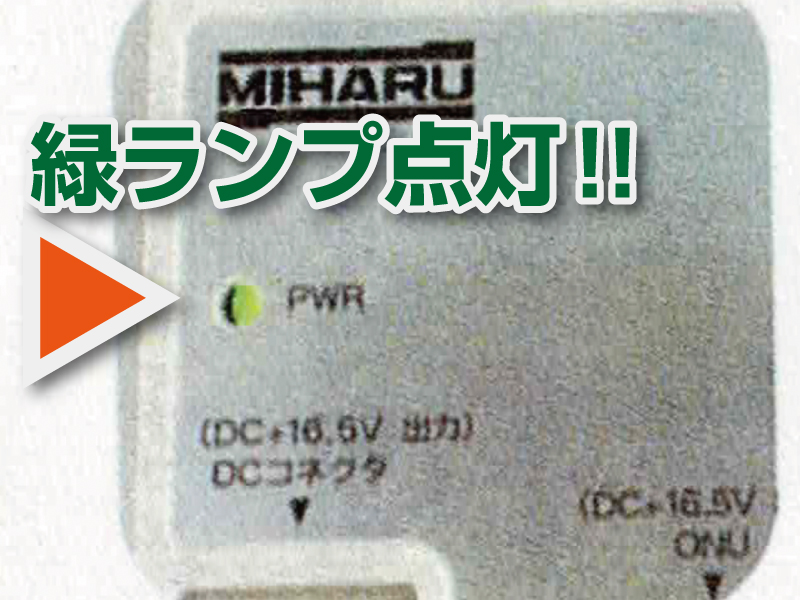 MIHARU
緑ランプ点灯!!
PWR
(DC+16.5V 出力)
DCコネクタ
▼
(DC+16.5V
ONU
▼